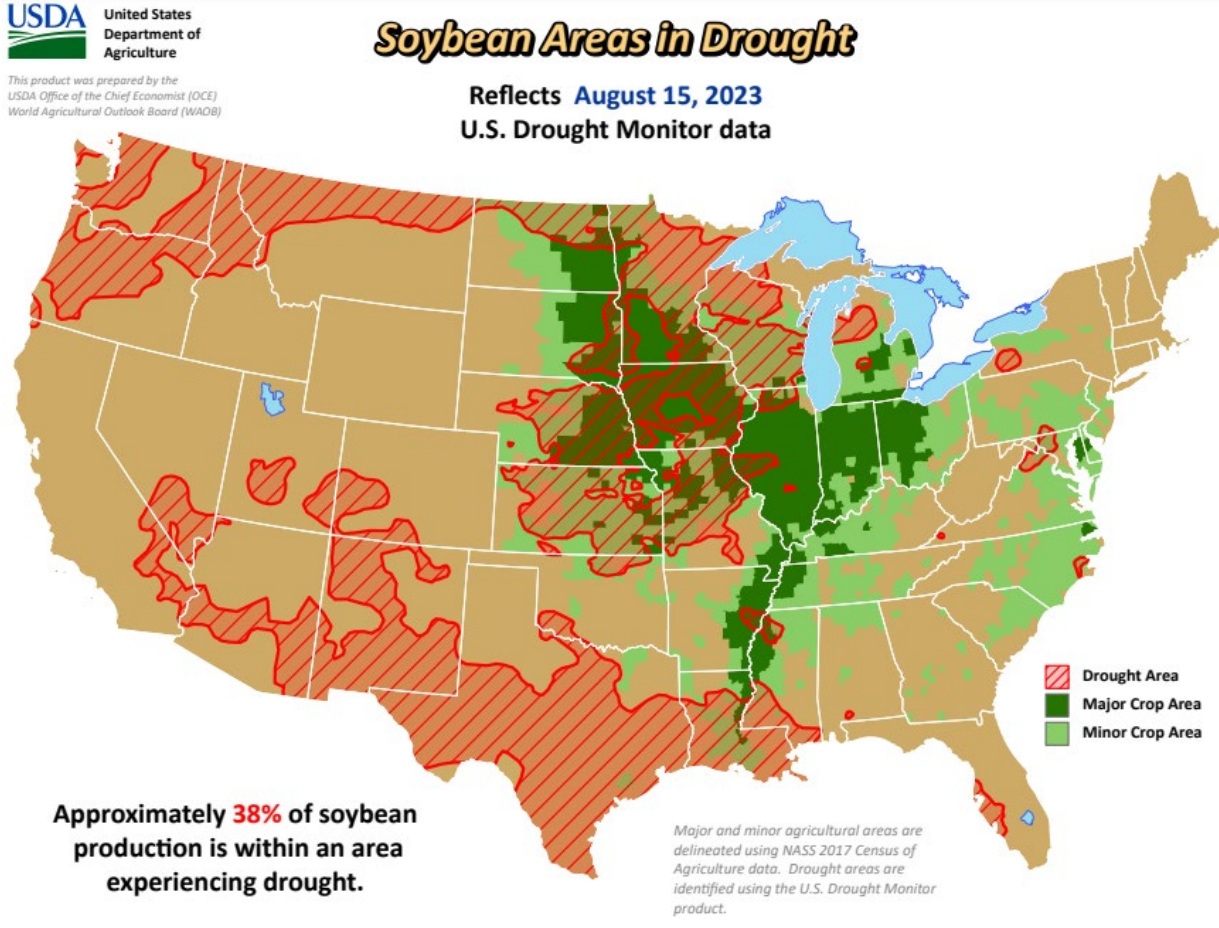 USDA
United States
Department of
Agriculture
This product was prepared by the
USDA Office of the Chief Economist (OCE)
World Agricultural Outlook Board (WAOB)
Soybean Areas in Drought
Reflects August 15, 2023
U.S. Drought Monitor data
Drought Area
Major Crop Area
Minor Crop Area
Approximately 38% of soybean
production is within an area
experiencing drought.
Major and minor agricultural areas are
delineated using NASS 2017 Census of
Agriculture data. Drought areas are
identified using the U.S. Drought Monitor
product.